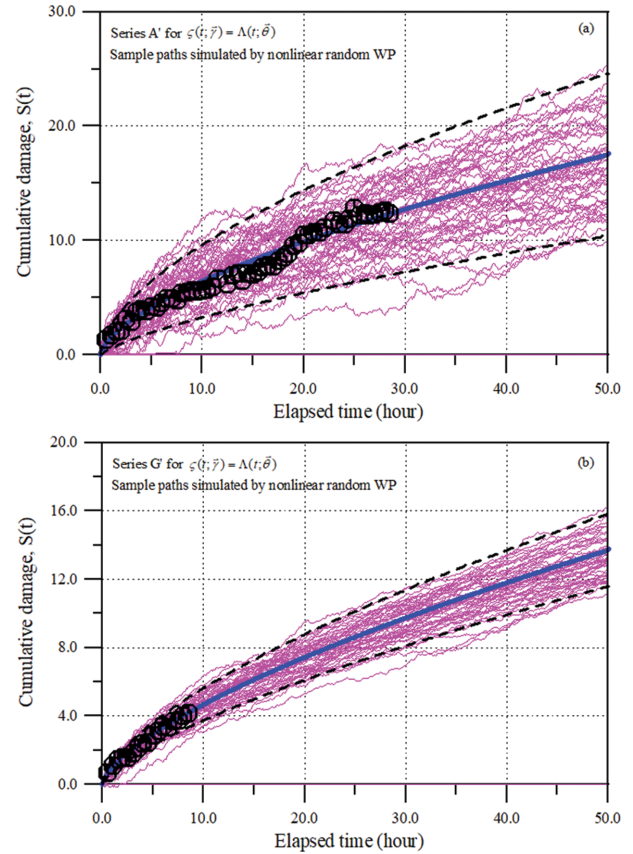 30.0
Series A' for ς(t;γ⃗) = Λ(t;θ⃗)
(a)
Sample paths simulated by nonlinear random WP
20.0
Cumulative damage, S(t)
10.0
0.0
0.0 10.0 20.0 30.0 40.0 50.0
Elapsed time (hour)
20.0
Series G' for ς(t;γ⃗) = Λ(t;θ⃗)
(b)
Sample paths simulated by nonlinear random WP
16.0
12.0
Cumulative damage, S(t)
8.0
4.0
0.0
0.0 10.0 20.0 30.0 40.0 50.0
Elapsed time (hour)